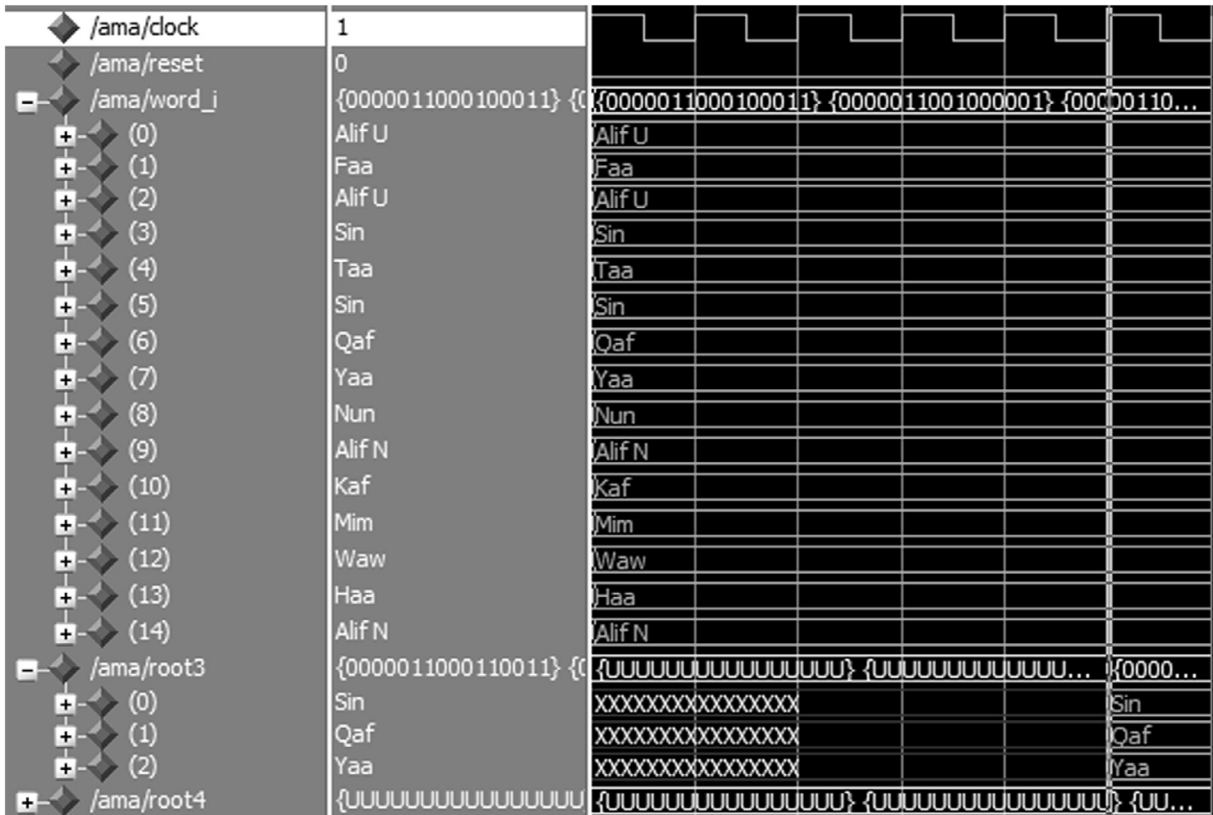 /ama/clock 1
/ama/reset 0
/ama/word_i {0000011000100011} {0 {0000011000100011} {0000011001000001} {00000110...
(0) Alif U Alif U
(1) Faa Faa
(2) Alif U Alif U
(3) Sin Sin
(4) Taa Taa
(5) Sin Sin
(6) Qaf Qaf
(7) Yaa Yaa
(8) Nun Nun
(9) Alif N Alif N
(10) Kaf Kaf
(11) Mim Mim
(12) Waw Waw
(13) Haa Haa
(14) Alif N Alif N
/ama/root3 {0000011000110011} {0 {UUUUUUUUUUUUUUUU} {UUUUUUUUUUUUU... {0000...
(0) Sin XXXXXXXXXXXXXXXX Sin
(1) Qaf XXXXXXXXXXXXXXXX Qaf
(2) Yaa XXXXXXXXXXXXXXXX Yaa
/ama/root4 {UUUUUUUUUUUUUUUU {UUUUUUUUUUUUUUUU} {UUUUUUUUUUUUUUUU} {UU...